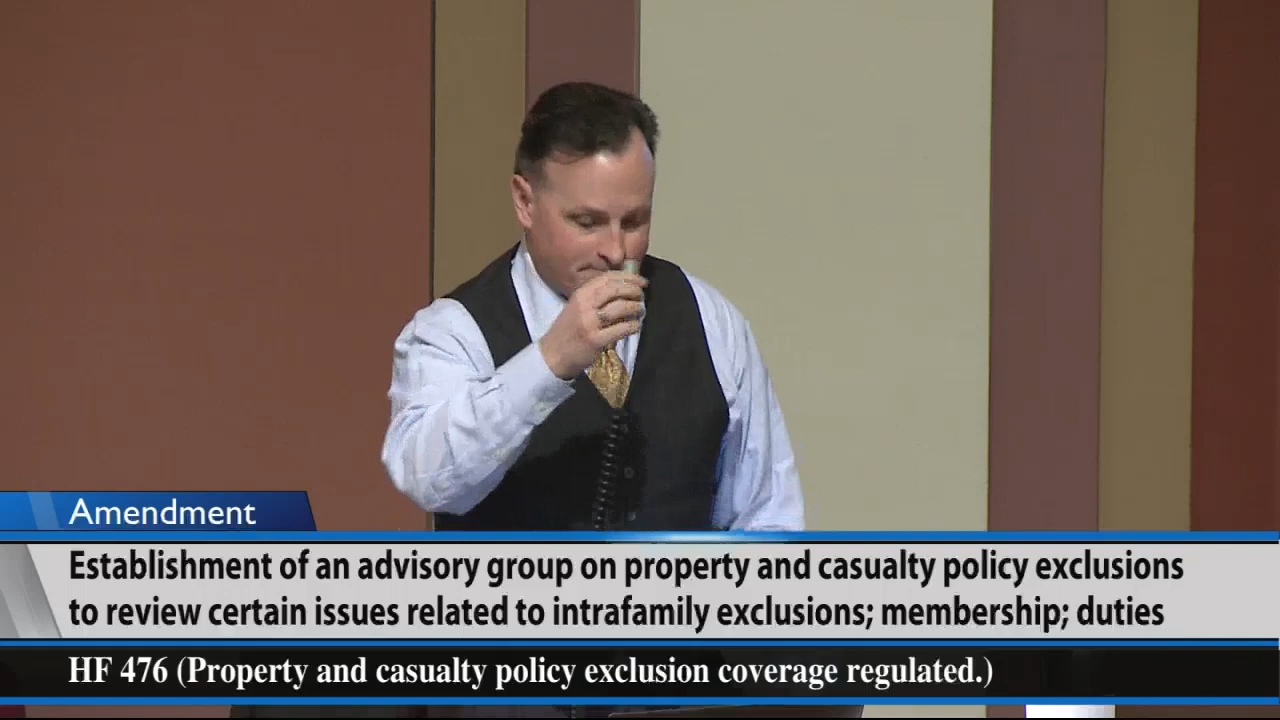 Amendment
Establishment of an advisory group on property and casualty policy exclusions
to review certain issues related to intrafamily exclusions; membership; duties
HF 476 (Property and casualty policy exclusion coverage regulated.)